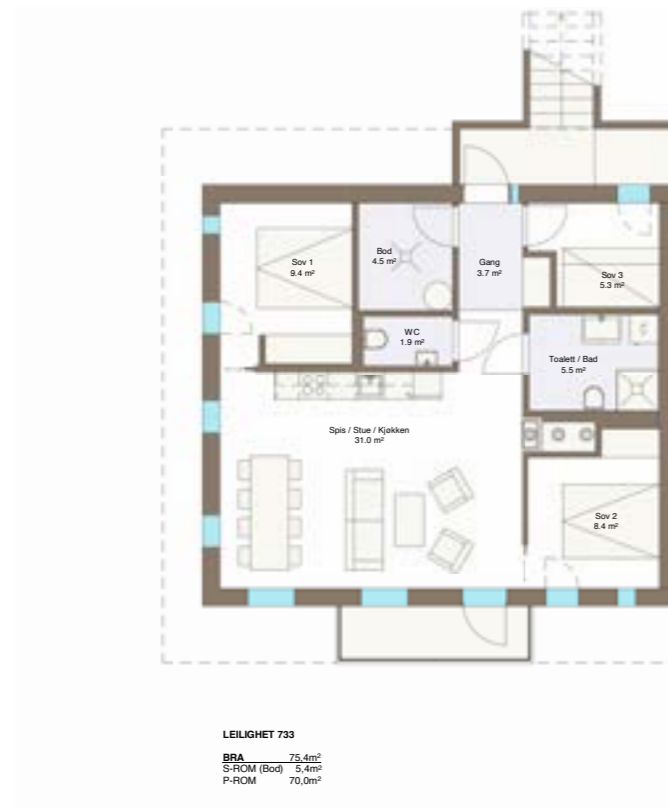 Bod
4.5 m²
Gang
3.7 m²
Sov 1
9.4 m²
Sov 3
5.3 m²
WC
1.9 m²
Toalett / Bad
5.5 m²
Spis / Stue / Kjøkken
31.0 m²
Sov 2
8.4 m²
LEILIGHET 733
BRA 75,4m²
S-ROM (Bod) 5,4m²
P-ROM 70,0m²